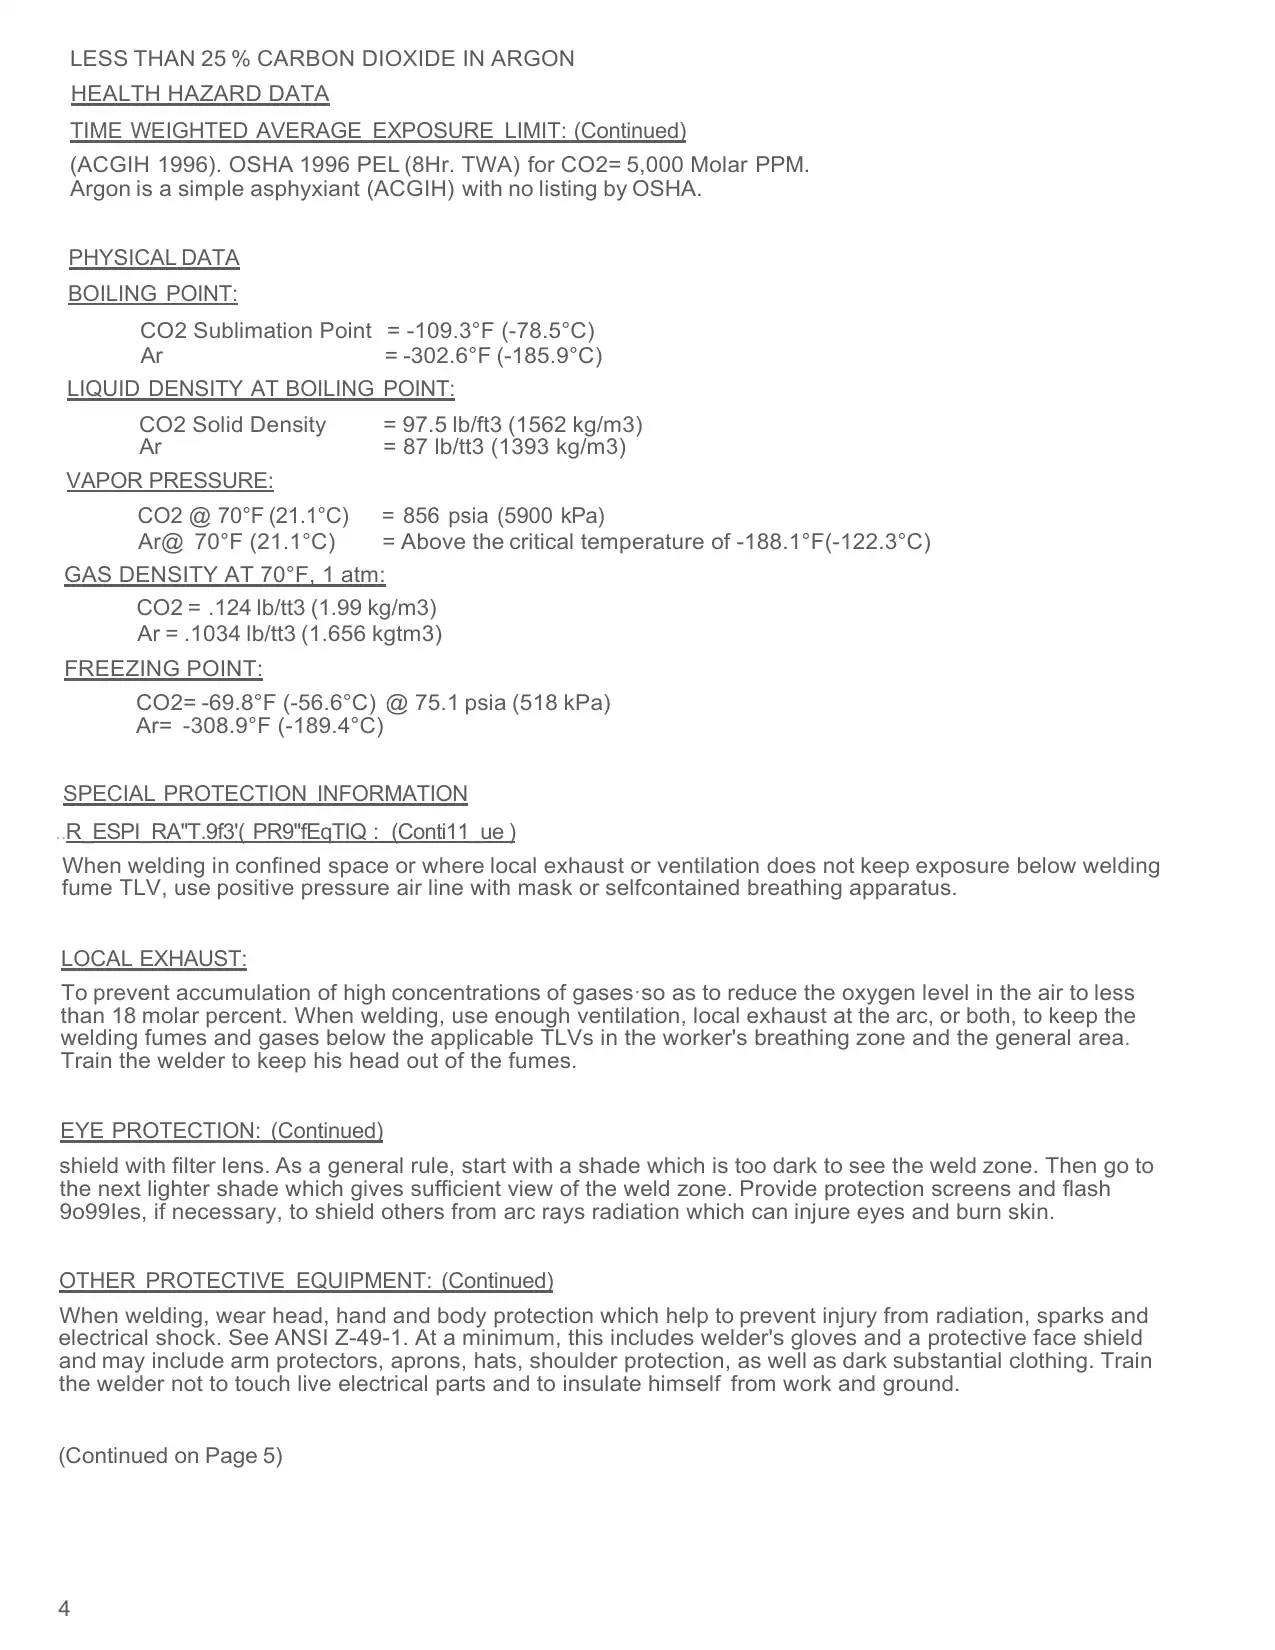 LESS THAN 25 % CARBON DIOXIDE IN ARGON
HEALTH HAZARD DATA
TIME WEIGHTED AVERAGE EXPOSURE LIMIT: (Continued)
(ACGIH 1996). OSHA 1996 PEL (8Hr. TWA) for CO2= 5,000 Molar PPM.
Argon is a simple asphyxiant (ACGIH) with no listing by OSHA.
PHYSICAL DATA
BOILING POINT:
CO2 Sublimation Point = -109.3°F (-78.5°C)
Ar = -302.6°F (-185.9°C)
LIQUID DENSITY AT BOILING POINT:
CO2 Solid Density = 97.5 lb/ft3 (1562 kg/m3)
Ar = 87 lb/tt3 (1393 kg/m3)
VAPOR PRESSURE:
CO2 @ 70°F (21.1°C) = 856 psia (5900 kPa)
Ar@ 70°F (21.1°C) = Above the critical temperature of -188.1°F(-122.3°C)
GAS DENSITY AT 70°F, 1 atm:
CO2 = .124 lb/tt3 (1.99 kg/m3)
Ar = .1034 lb/tt3 (1.656 kgtm3)
FREEZING POINT:
CO2= -69.8°F (-56.6°C) @ 75.1 psia (518 kPa)
Ar= -308.9°F (-189.4°C)
SPECIAL PROTECTION INFORMATION
..R_ESPI_RA"T.9f3'( PR9"fEqTIQ : (Conti11_ue )
When welding in confined space or where local exhaust or ventilation does not keep exposure below welding
fume TLV, use positive pressure air line with mask or selfcontained breathing apparatus.
LOCAL EXHAUST:
To prevent accumulation of high concentrations of gases·so as to reduce the oxygen level in the air to less
than 18 molar percent. When welding, use enough ventilation, local exhaust at the arc, or both, to keep the
welding fumes and gases below the applicable TLVs in the worker's breathing zone and the general area.
Train the welder to keep his head out of the fumes.
EYE PROTECTION: (Continued)
shield with filter lens. As a general rule, start with a shade which is too dark to see the weld zone. Then go to
the next lighter shade which gives sufficient view of the weld zone. Provide protection screens and flash
9o99Ies, if necessary, to shield others from arc rays radiation which can injure eyes and burn skin.
OTHER PROTECTIVE EQUIPMENT: (Continued)
When welding, wear head, hand and body protection which help to prevent injury from radiation, sparks and
electrical shock. See ANSI Z-49-1. At a minimum, this includes welder's gloves and a protective face shield
and may include arm protectors, aprons, hats, shoulder protection, as well as dark substantial clothing. Train
the welder not to touch live electrical parts and to insulate himself from work and ground.
(Continued on Page 5)
4